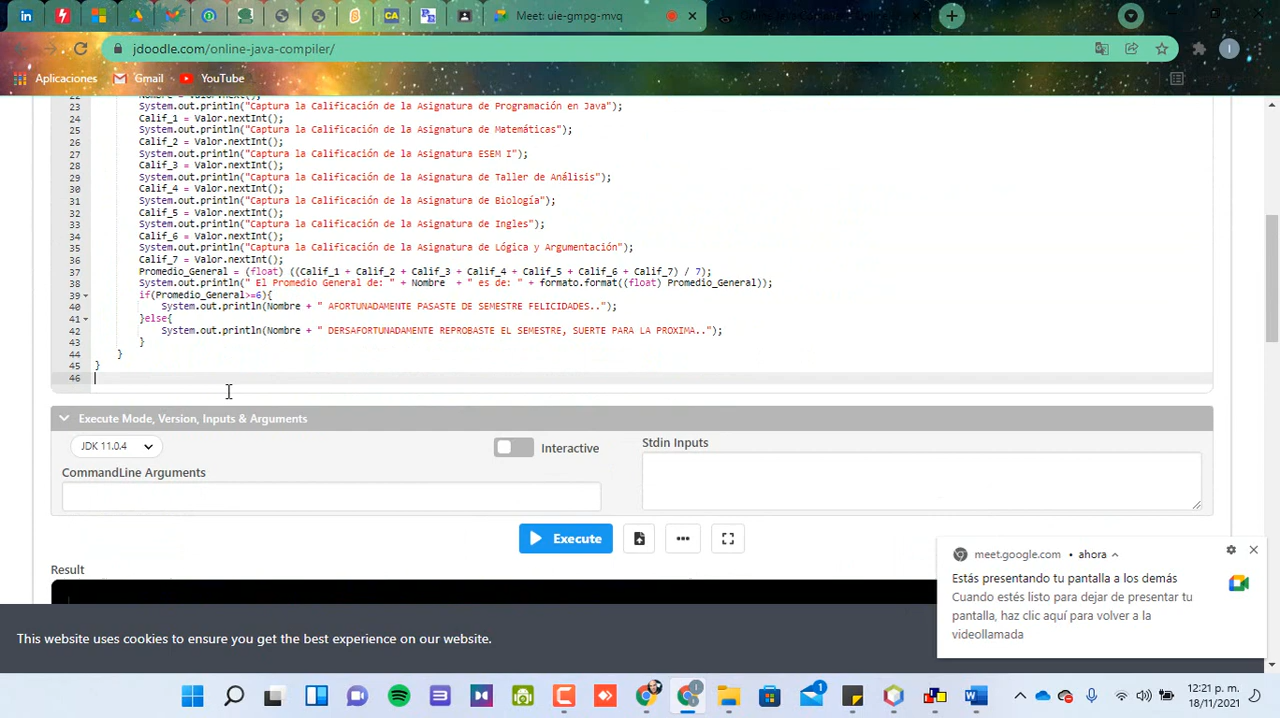 Meet: uie-gmpg-mvq
jdoodle.com/online-java-compiler/
Aplicaciones Gmail YouTube
22 Nombre = Valor.next();
23 System.out.println("Captura la Calificación de la Asignatura de Programación en Java");
24 Calif_1 = Valor.nextInt();
25 System.out.println("Captura la Calificación de la Asignatura de Matemáticas");
26 Calif_2 = Valor.nextInt();
27 System.out.println("Captura la Calificación de la Asignatura ESEM I");
28 Calif_3 = Valor.nextInt();
29 System.out.println("Captura la Calificación de la Asignatura de Taller de Análisis");
30 Calif_4 = Valor.nextInt();
31 System.out.println("Captura la Calificación de la Asignatura de Biología");
32 Calif_5 = Valor.nextInt();
33 System.out.println("Captura la Calificación de la Asignatura de Ingles");
34 Calif_6 = Valor.nextInt();
35 System.out.println("Captura la Calificación de la Asignatura de Lógica y Argumentación");
36 Calif_7 = Valor.nextInt();
37 Promedio_General = (float) ((Calif_1 + Calif_2 + Calif_3 + Calif_4 + Calif_5 + Calif_6 + Calif_7) / 7);
38 System.out.println(" El Promedio General de: " + Nombre + " es de: " + formato.format((float) Promedio_General));
39 if(Promedio_General>=6){
40 System.out.println(Nombre + " AFORTUNADAMENTE PASASTE DE SEMESTRE FELICIDADES..");
41 }else{
42 System.out.println(Nombre + " DERSAFORTUNADAMENTE REPROBASTE EL SEMESTRE, SUERTE PARA LA PROXIMA..");
43 }
44 }
45 }
46
Execute Mode, Version, Inputs & Arguments
JDK 11.0.4
Interactive
Stdin Inputs
CommandLine Arguments
Execute
Result
This website uses cookies to ensure you get the best experience on our website.
meet.google.com • ahora
Estás presentando tu pantalla a los demás
Cuando estés listo para dejar de presentar tu
pantalla, haz clic aquí para volver a la
videollamada
12:21 p. m.
18/11/2021